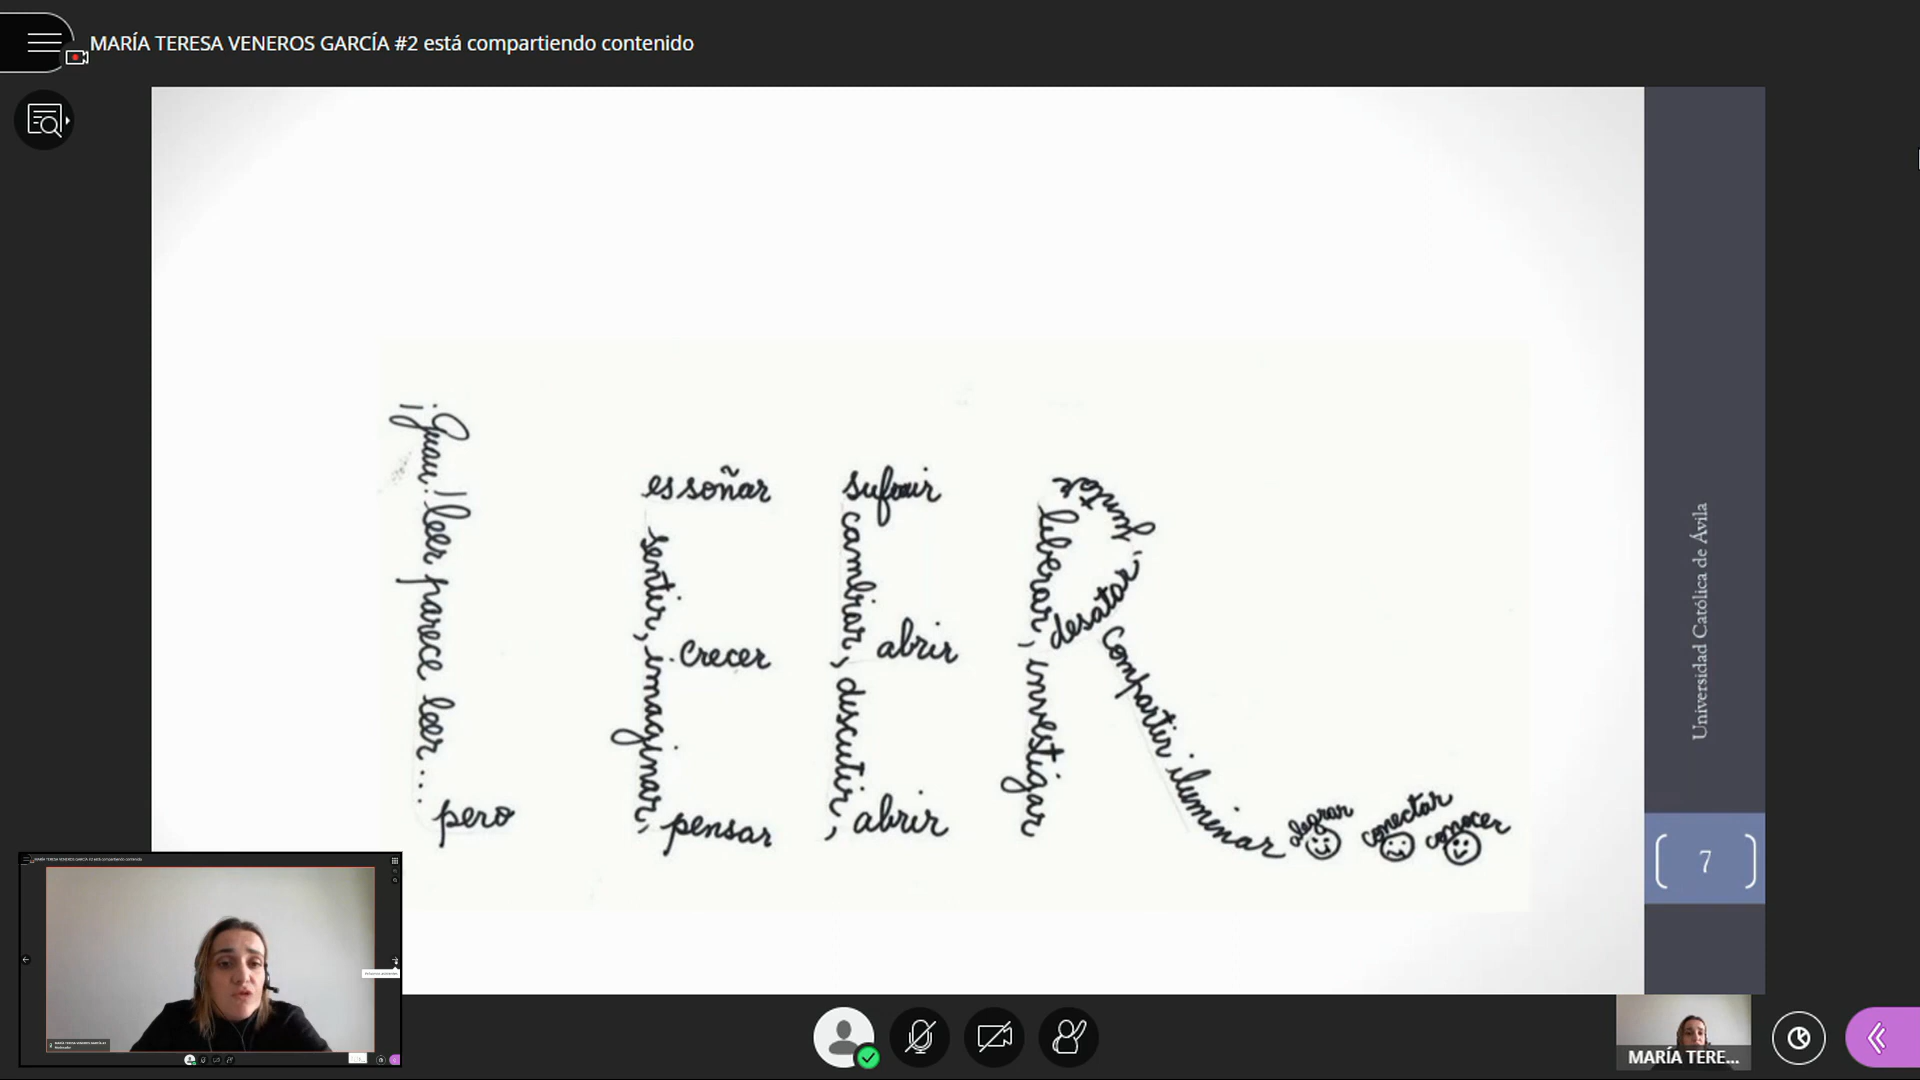 MARÍA TERESA VENEROS GARCÍA #2 está compartiendo contenido
¡Guau! leer parece leer...
pero
es soñar
sentir, imaginar,
crecer
pensar
sufrir
cambiar, discutir,
abrir
abrir
liberar, investigar
desatar
Compartir iluminar
alegrar
conectar
conocer
Universidad Católica de Ávila
7
MARÍA TERE...